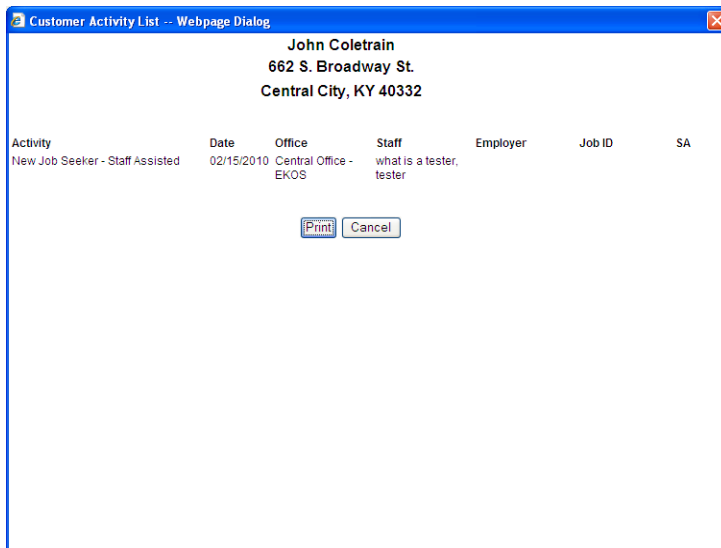 Customer Activity List -- Webpage Dialog
John Coletrain
662 S. Broadway St.
Central City, KY 40332
Activity Date Office Staff Employer Job ID SA
New Job Seeker - Staff Assisted 02/15/2010 Central Office - what is a tester,
EKOS tester
Print Cancel